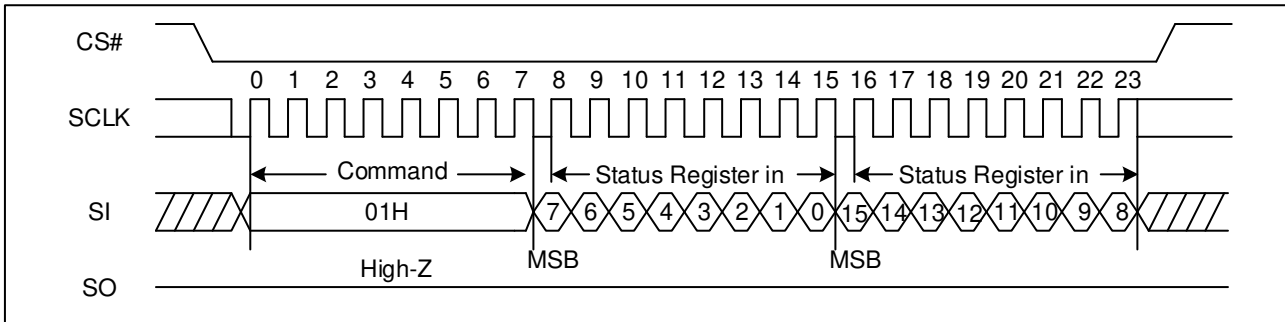 CS#
0 1 2 3 4 5 6 7 8 9 10 11 12 13 14 15 16 17 18 19 20 21 22 23
SCLK
Command Status Register in Status Register in
SI 01H 7 6 5 4 3 2 1 0 15 14 13 12 11 10 9 8
MSB MSB
High-Z
SO